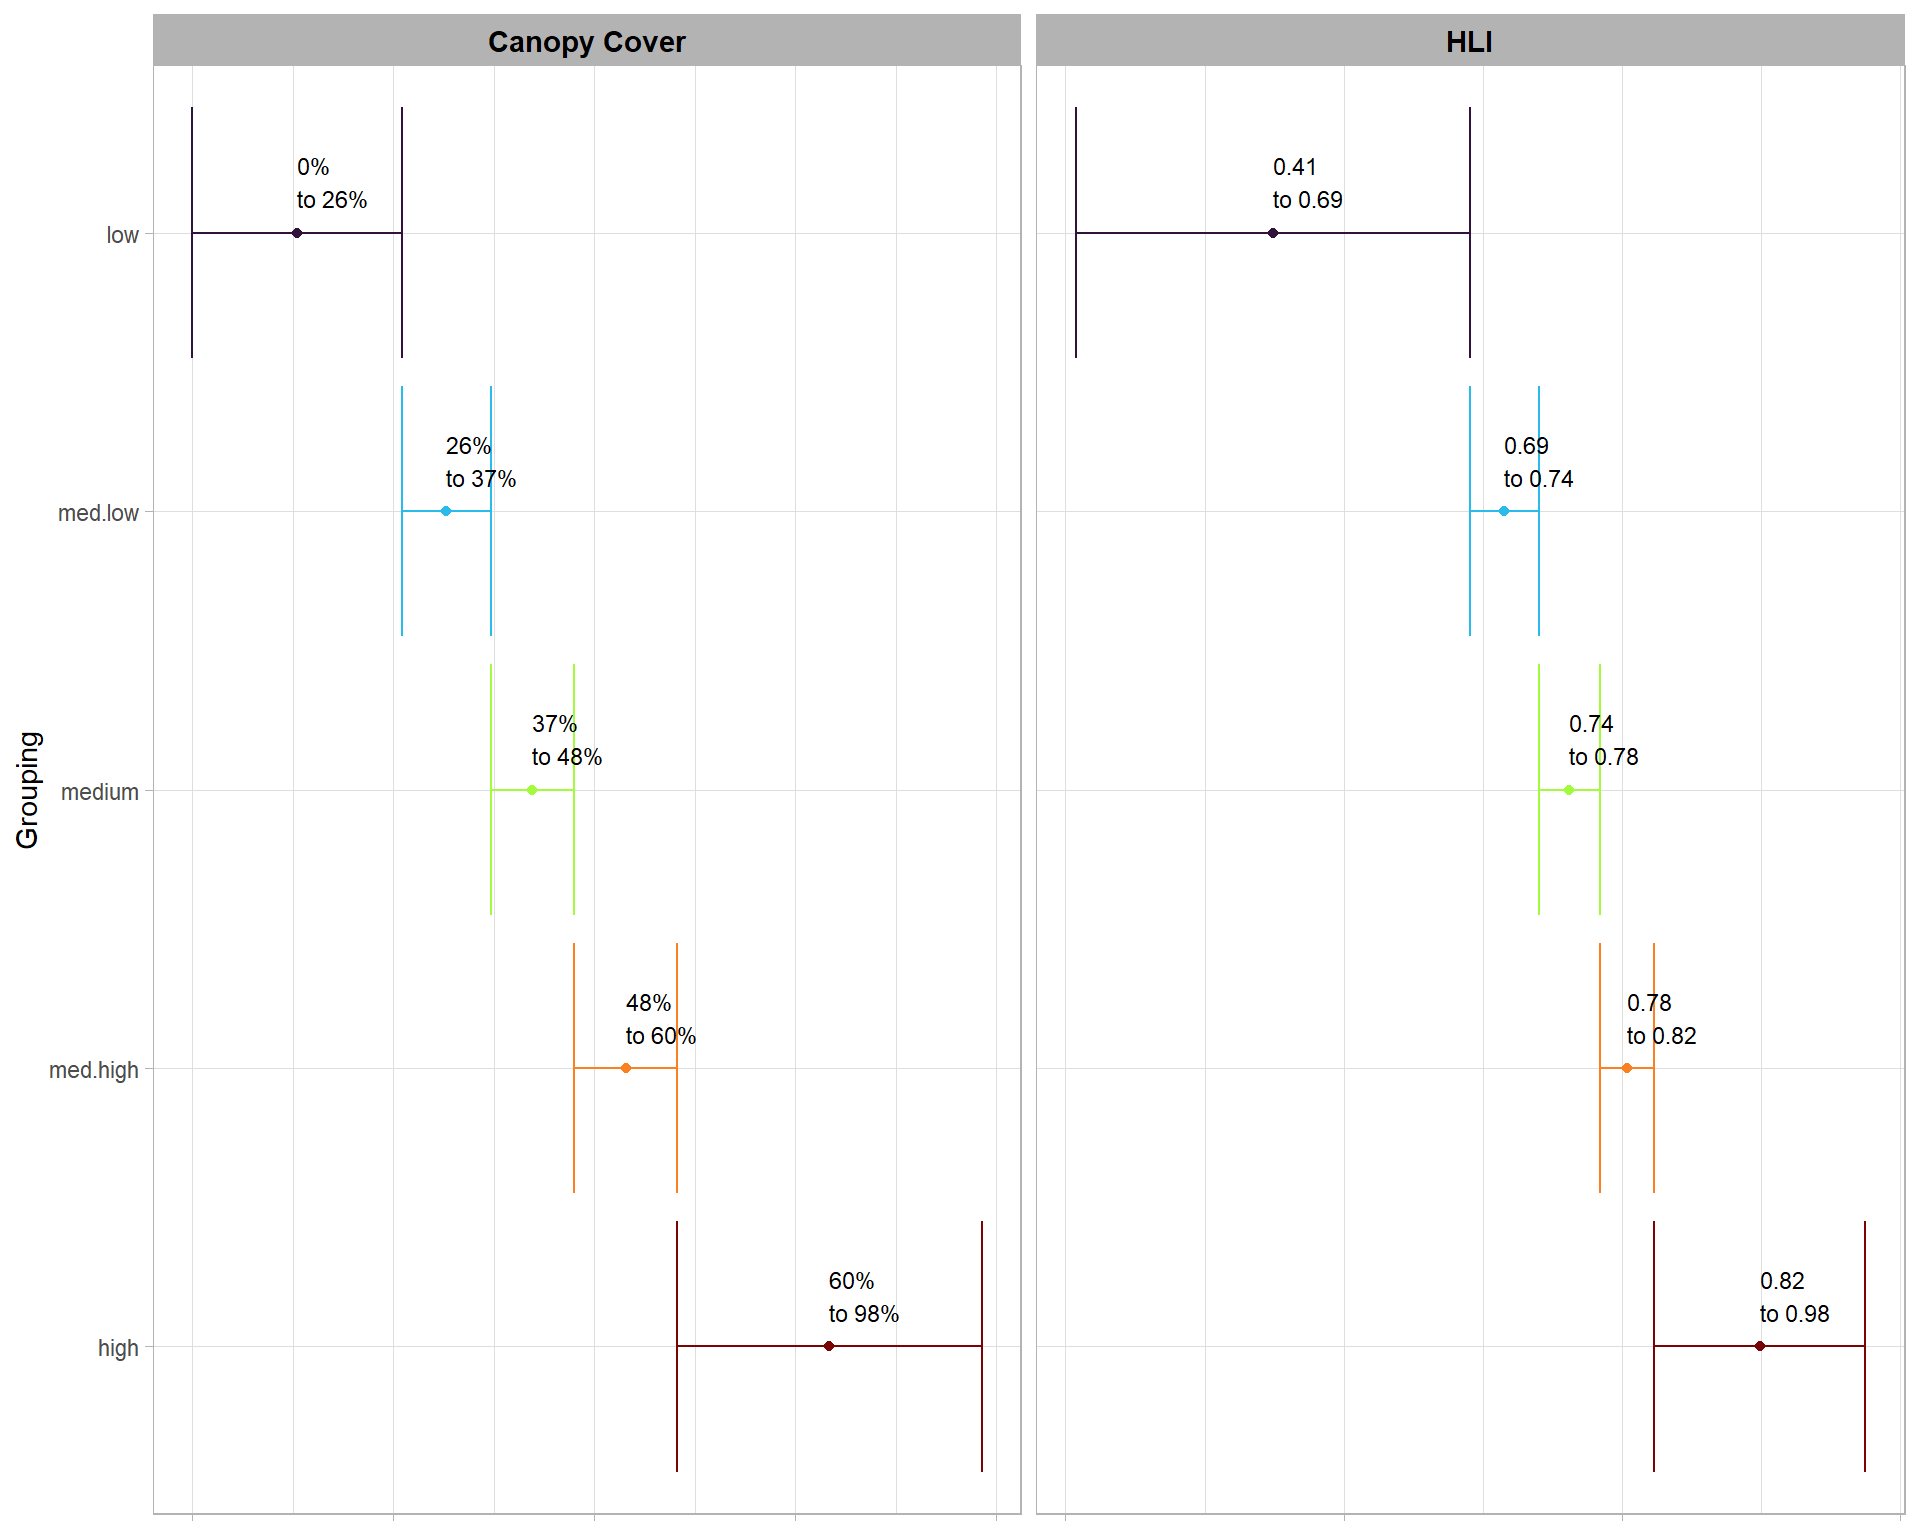 Canopy Cover
HLI
Grouping
low
0%
to 26%
0.41
to 0.69
med.low
26%
to 37%
0.69
to 0.74
medium
37%
to 48%
0.74
to 0.78
med.high
48%
to 60%
0.78
to 0.82
high
60%
to 98%
0.82
to 0.98